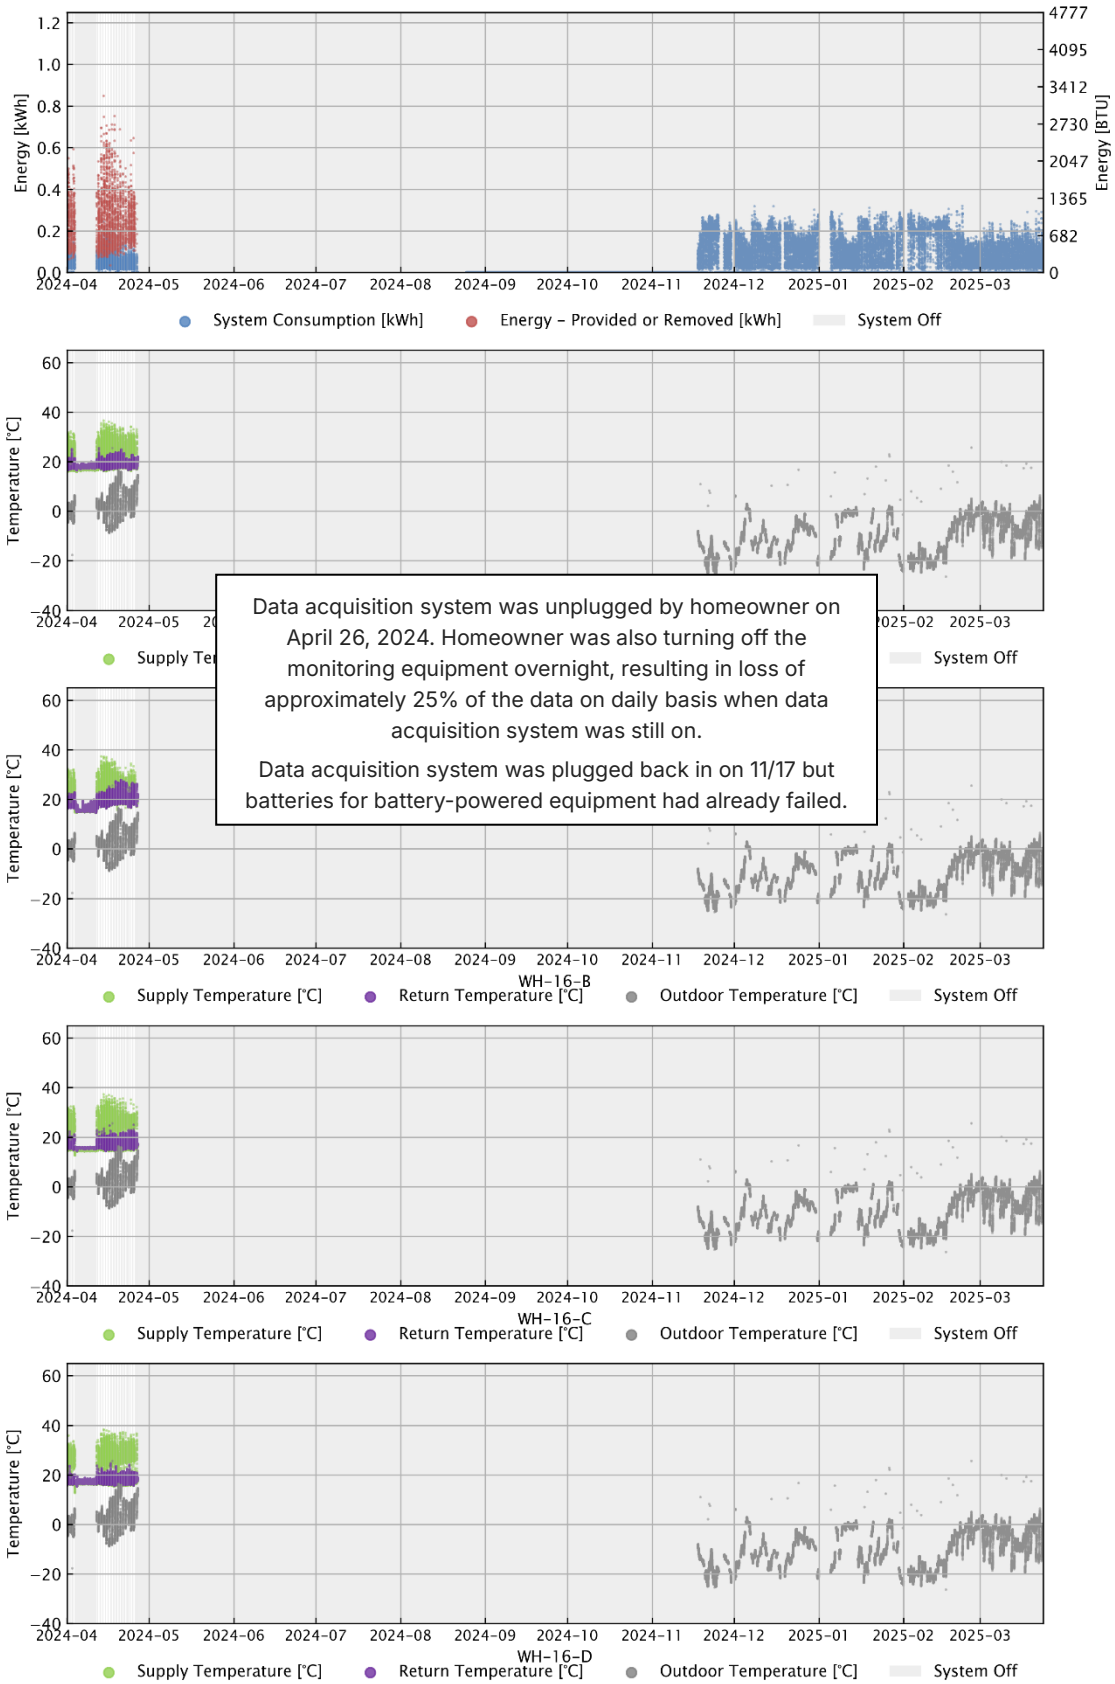 1.2
1.0
0.8
0.6
0.4
0.2
0.0
Energy [kWh]
4777
4095
3412
2730
2047
1365
682
0
Energy [BTU]
2024-04 2024-05 2024-06 2024-07 2024-08 2024-09 2024-10 2024-11 2024-12 2025-01 2025-02 2025-03
System Consumption [kWh] Energy – Provided or Removed [kWh] System Off
60
40
20
0
−20
−40
Temperature [°C]
2024-04 2024-05 2025-02 2025-03
Supply Te System Off
Data acquisition system was unplugged by homeowner on
April 26, 2024. Homeowner was also turning off the
monitoring equipment overnight, resulting in loss of
approximately 25% of the data on daily basis when data
acquisition system was still on.
Data acquisition system was plugged back in on 11/17 but
batteries for battery-powered equipment had already failed.
60
40
20
0
−20
−40
Temperature [°C]
2024-04 2024-05 2024-06 2024-07 2024-08 2024-09 2024-10 2024-11 2024-12 2025-01 2025-02 2025-03
WH-16-B
Supply Temperature [°C] Return Temperature [°C] Outdoor Temperature [°C] System Off
60
40
20
0
−20
−40
Temperature [°C]
2024-04 2024-05 2024-06 2024-07 2024-08 2024-09 2024-10 2024-11 2024-12 2025-01 2025-02 2025-03
WH-16-C
Supply Temperature [°C] Return Temperature [°C] Outdoor Temperature [°C] System Off
60
40
20
0
−20
−40
Temperature [°C]
2024-04 2024-05 2024-06 2024-07 2024-08 2024-09 2024-10 2024-11 2024-12 2025-01 2025-02 2025-03
WH-16-D
Supply Temperature [°C] Return Temperature [°C] Outdoor Temperature [°C] System Off